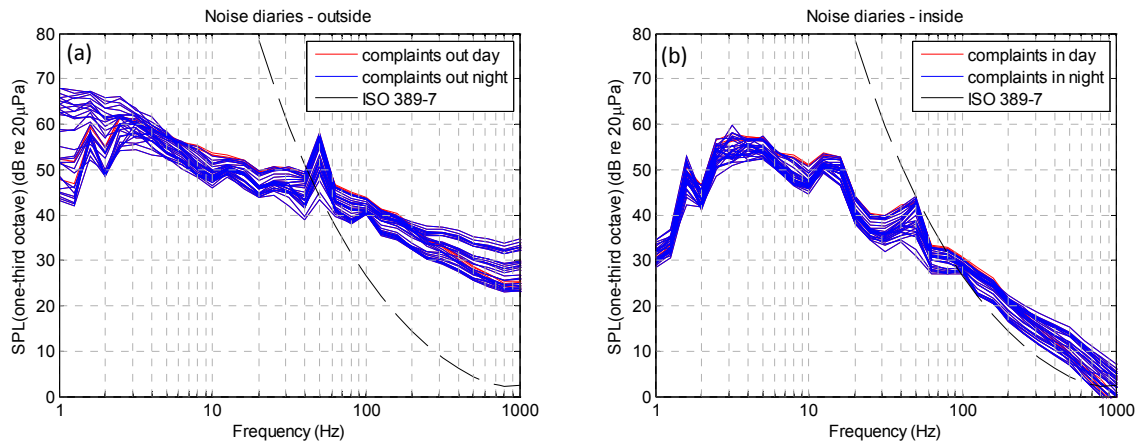 Noise diaries - outside
(a)
complaints out day
complaints out night
ISO 389-7
SPL(one-third octave) (dB re 20µPa)
80
70
60
50
40
30
20
10
0
1
10
100
1000
Frequency (Hz)
Noise diaries - inside
(b)
complaints in day
complaints in night
ISO 389-7
SPL(one-third octave) (dB re 20µPa)
80
70
60
50
40
30
20
10
0
1
10
100
1000
Frequency (Hz)